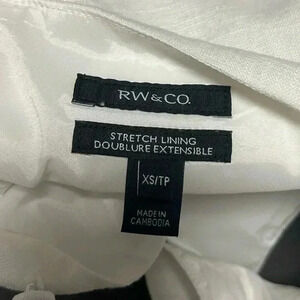 RW&CO.
STRETCH LINING
DOUBLURE EXTENSIBLE
XS/TP
MADE IN
CAMBODIA